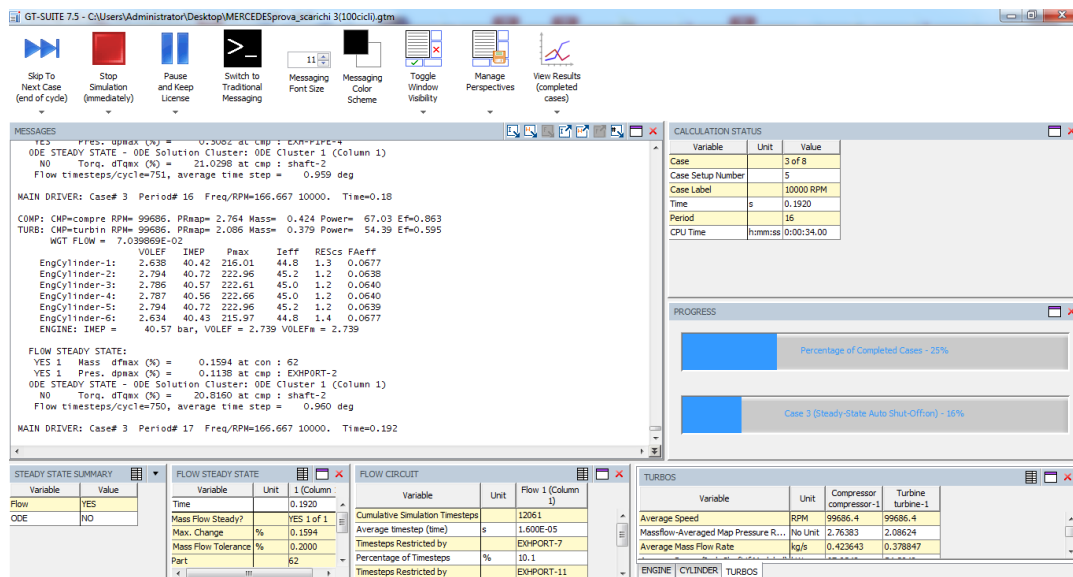 GT-SUITE 7.5 - C:\Users\Administrator\Desktop\MERCEDESprova_scarichi 3(100cicli).gtm
Skip To
Next Case
(end of cycle)
Stop
Simulation
(immediately)
Pause
and Keep
License
Switch to
Traditional
Messaging
11
Messaging
Font Size
Messaging
Color
Scheme
Toggle
Window
Visibility
Manage
Perspectives
View Results
(completed
cases)
MESSAGES
YES Pres. dpmax (%) = 0.3082 at cmp : EXH-PIPE-4
ODE STEADY STATE - ODE Solution Cluster: ODE Cluster 1 (Column 1)
NO Torq. dTqmx (%) = 21.0298 at cmp : shaft-2
Flow timesteps/cycle=751, average time step = 0.959 deg
MAIN DRIVER: Case# 3 Period# 16 Freq/RPM=166.667 10000. Time=0.18
COMP: CMP=compre RPM= 99686. PRmap= 2.764 Mass= 0.424 Power= 67.03 Ef=0.863
TURB: CMP=turbin RPM= 99686. PRmap= 2.086 Mass= 0.379 Power= 54.39 Ef=0.595
WGT FLOW = 7.039869E-02
VOLEF IMEP Pmax Ieff REScs FAeff
EngCylinder-1: 2.638 40.42 216.01 44.8 1.3 0.0677
EngCylinder-2: 2.794 40.72 222.96 45.2 1.2 0.0638
EngCylinder-3: 2.786 40.57 222.61 45.0 1.2 0.0640
EngCylinder-4: 2.787 40.56 222.66 45.0 1.2 0.0640
EngCylinder-5: 2.794 40.72 222.96 45.2 1.2 0.0639
EngCylinder-6: 2.634 40.43 215.97 44.8 1.4 0.0677
ENGINE: IMEP = 40.57 bar, VOLEF = 2.739 VOLEFm = 2.739
FLOW STEADY STATE:
YES 1 Mass dfmax (%) = 0.1594 at con : 62
YES 1 Pres. dpmax (%) = 0.1138 at cmp : EXHPORT-2
ODE STEADY STATE - ODE Solution Cluster: ODE Cluster 1 (Column 1)
NO Torq. dTqmx (%) = 20.8160 at cmp : shaft-2
Flow timesteps/cycle=750, average time step = 0.960 deg
MAIN DRIVER: Case# 3 Period# 17 Freq/RPM=166.667 10000. Time=0.192
CALCULATION STATUS
Variable Unit Value
Case 3 of 8
Case Setup Number 5
Case Label 10000 RPM
Time s 0.1920
Period 16
CPU Time h:mm:ss 0:00:34.00
PROGRESS
Percentage of Completed Cases - 25%
Case 3 (Steady-State Auto Shut-Off:on) - 16%
STEADY STATE SUMMARY
Variable Value
Flow YES
ODE NO
FLOW STEADY STATE
Variable Unit 1 (Column
Time 0.1920
Mass Flow Steady? YES 1 of 1
Max. Change % 0.1594
Mass Flow Tolerance % 0.2000
Part 62
FLOW CIRCUIT
Variable Unit Flow 1 (Column
1)
Cumulative Simulation Timesteps 12061
Average timestep (time) s 1.600E-05
Timesteps Restricted by EXHPORT-7
Percentage of Timesteps % 10.1
Timesteps Restricted by EXHPORT-11
TURBOS
Variable Unit Compressor
compressor-1 Turbine
turbine-1
Average Speed RPM 99686.4 99686.4
Massflow-Averaged Map Pressure R... No Unit 2.76383 2.08624
Average Mass Flow Rate kg/s 0.423643 0.378847
ENGINE CYLINDER TURBOS